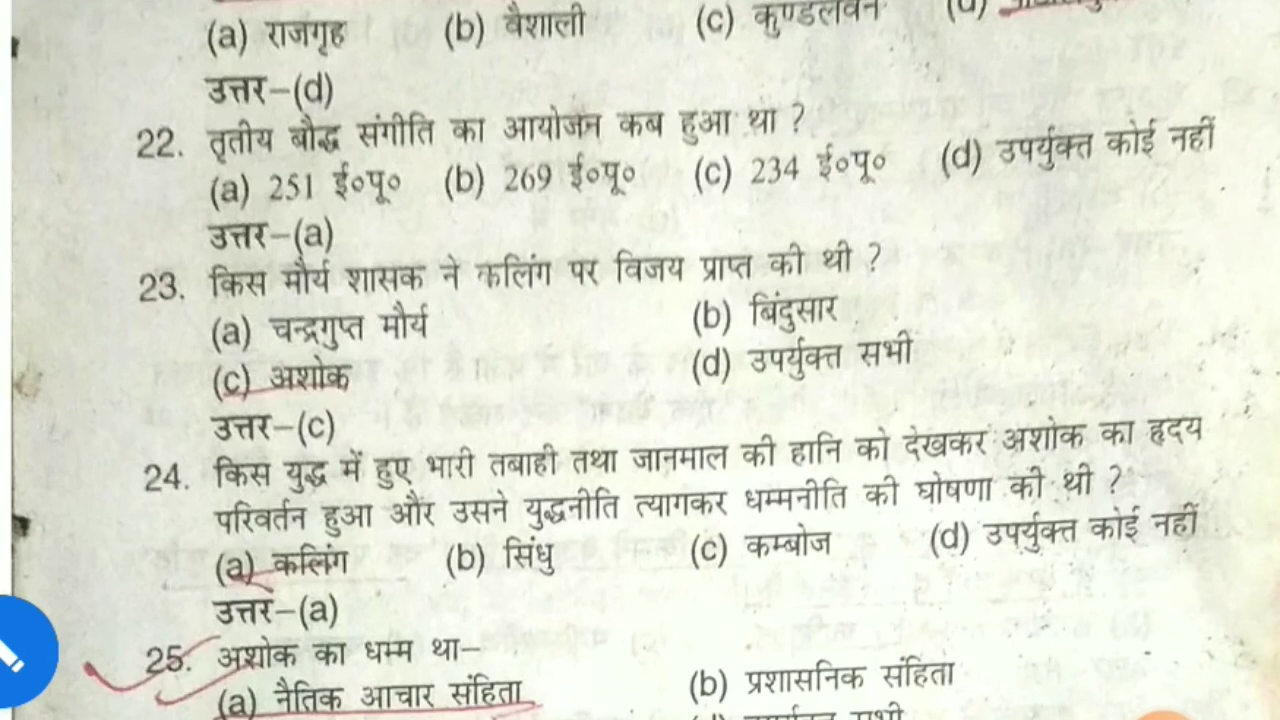 (a) राजगृह (b) वैशाली (c) कुण्डलवन (d)
उत्तर–(d)
22. तृतीय बौद्ध संगीति का आयोजन कब हुआ था ?
(a) 251 ई०पू० (b) 269 ई०पू० (c) 234 ई०पू० (d) उपर्युक्त कोई नहीं
उत्तर–(a)
23. किस मौर्य शासक ने कलिंग पर विजय प्राप्त की थी ?
(a) चन्द्रगुप्त मौर्य (b) बिंदुसार
(c) अशोक (d) उपर्युक्त सभी
उत्तर–(c)
24. किस युद्ध में हुए भारी तबाही तथा जानमाल की हानि को देखकर अशोक का हृदय
परिवर्तन हुआ और उसने युद्धनीति त्यागकर धम्मनीति की घोषणा की थी ?
(a) कलिंग (b) सिंधु (c) कम्बोज (d) उपर्युक्त कोई नहीं
उत्तर–(a)
25. अशोक का धम्म था–
(a) नैतिक आचार संहिता (b) प्रशासनिक संहिता